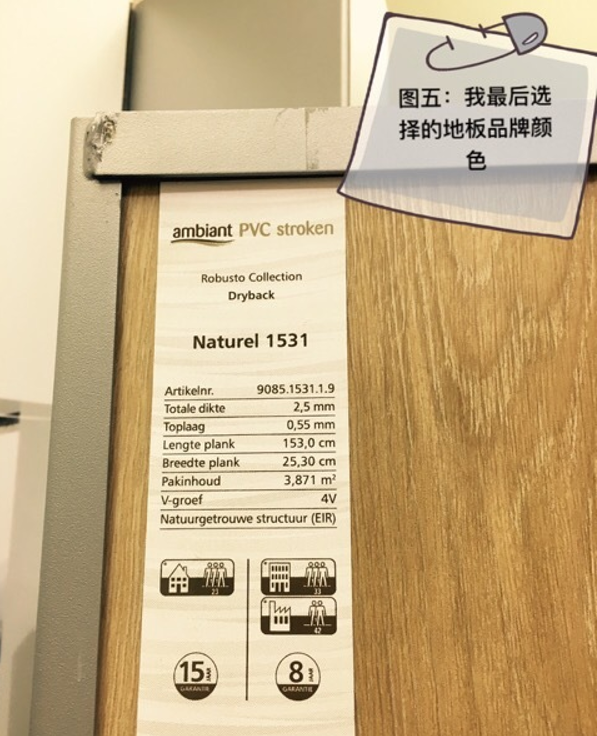 图五：我最后选
择的地板品牌颜
色
ambiant PVC stroken
Robusto Collection
Dryback
Naturel 1531
Artikelnr. 9085.1531.1.9
Totale dikte 2,5 mm
Toplaag 0,55 mm
Lengte plank 153,0 cm
Breedte plank 25,30 cm
Pakinhoud 3,871 m²
V-groef 4V
Natuurgetrouwe structuur (EIR)
23 33
42
15 JAAR GARANTIE 8 JAAR GARANTIE